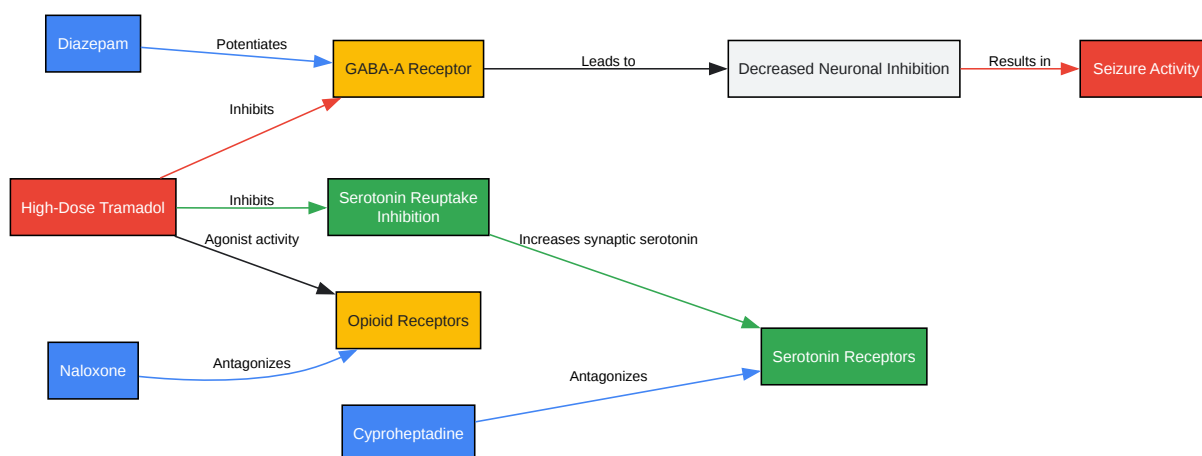 Diazepam
Potentiates
GABA-A Receptor
Leads to
Decreased Neuronal Inhibition
Results in
Seizure Activity
Inhibits
High-Dose Tramadol
Inhibits
Serotonin Reuptake
Inhibition
Agonist activity
Increases synaptic serotonin
Opioid Receptors
Naloxone
Antagonizes
Serotonin Receptors
Antagonizes
Cyproheptadine